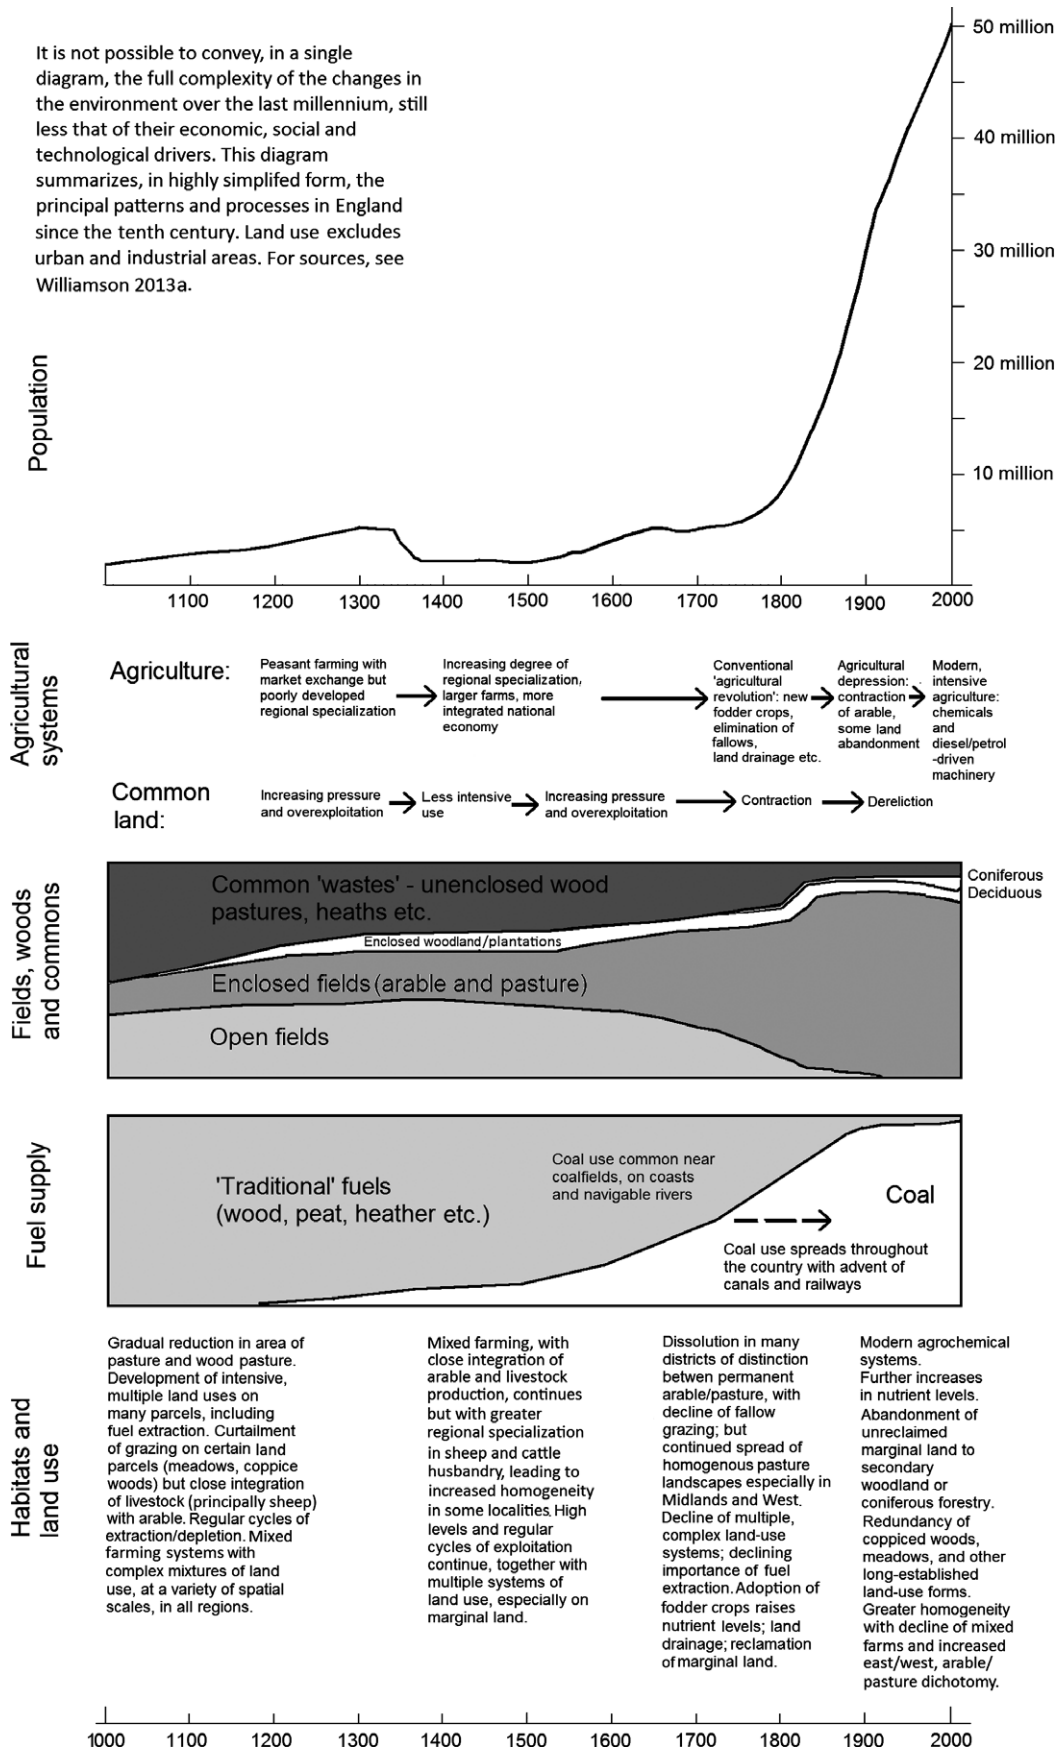 It is not possible to convey, in a single
diagram, the full complexity of the changes in
the environment over the last millennium, still
less that of their economic, social and
technological drivers. This diagram
summarizes, in highly simplifed form, the
principal patterns and processes in England
since the tenth century. Land use excludes
urban and industrial areas. For sources, see
Williamson 2013a.
50 million
40 million
30 million
20 million
10 million
Population
1100 1200 1300 1400 1500 1600 1700 1800 1900 2000
Agricultural
systems
Agriculture:
Peasant farming with
market exchange but
poorly developed
regional specialization
Increasing degree of
regional specialization,
larger farms, more
integrated national
economy
Conventional
'agricultural
revolution': new
fodder crops,
elimination of
fallows,
land drainage etc.
Agricultural
depression:
contraction
of arable,
some land
abandonment
Modern,
intensive
agriculture:
chemicals
and
diesel/petrol
-driven
machinery
Common
land:
Increasing pressure
and overexploitation
Less intensive
use
Increasing pressure
and overexploitation
Contraction
Dereliction
Fields, woods
and commons
Common 'wastes' - unenclosed wood
pastures, heaths etc.
Enclosed woodland/plantations
Enclosed fields (arable and pasture)
Open fields
Coniferous
Deciduous
Fuel supply
'Traditional' fuels
(wood, peat, heather etc.)
Coal use common near
coalfields, on coasts
and navigable rivers
Coal
Coal use spreads throughout
the country with advent of
canals and railways
Habitats and
land use
Gradual reduction in area of
pasture and wood pasture.
Development of intensive,
multiple land uses on
many parcels, including
fuel extraction. Curtailment
of grazing on certain land
parcels (meadows, coppice
woods) but close integration
of livestock (principally sheep)
with arable. Regular cycles of
extraction/depletion. Mixed
farming systems with
complex mixtures of land
use, at a variety of spatial
scales, in all regions.
Mixed farming, with
close integration of
arable and livestock
production, continues
but with greater
regional specialization
in sheep and cattle
husbandry, leading to
increased homogeneity
in some localities. High
levels and regular
cycles of exploitation
continue, together with
multiple systems of
land use, especially on
marginal land.
Dissolution in many
districts of distinction
betwen permanent
arable/pasture, with
decline of fallow
grazing; but
continued spread of
homogenous pasture
landscapes especially in
Midlands and West.
Decline of multiple,
complex land-use
systems; declining
importance of fuel
extraction. Adoption of
fodder crops raises
nutrient levels; land
drainage; reclamation
of marginal land.
Modern agrochemical
systems.
Further increases
in nutrient levels.
Abandonment of
unreclaimed
marginal land to
secondary
woodland or
coniferous forestry.
Redundancy of
coppiced woods,
meadows, and other
long-established
land-use forms.
Greater homogeneity
with decline of mixed
farms and increased
east/west, arable/
pasture dichotomy.
1000 1100 1200 1300 1400 1500 1600 1700 1800 1900 2000